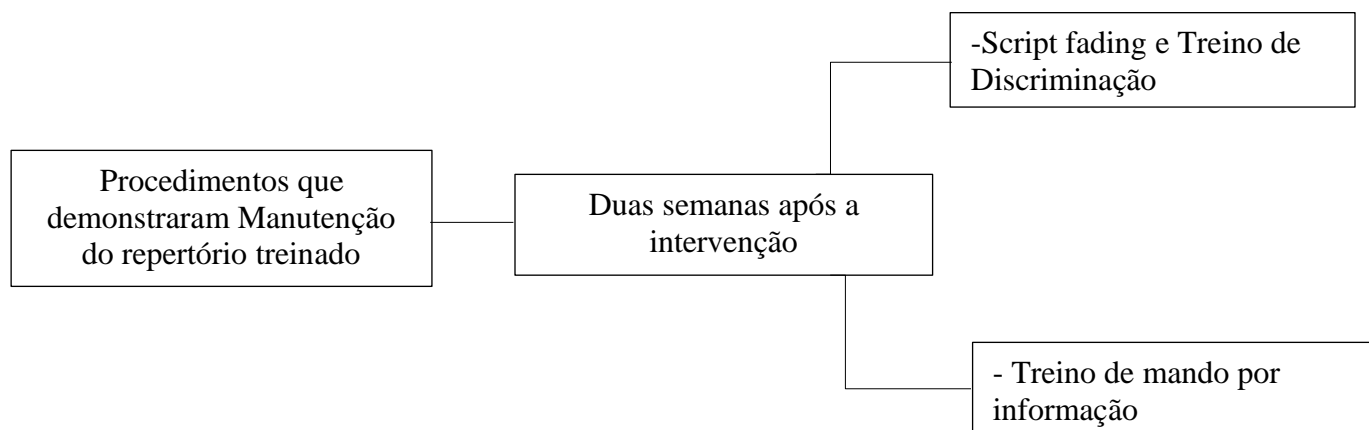 Procedimentos que
demonstraram Manutenção
do repertório treinado
Duas semanas após a
intervenção
-Script fading e Treino de
Discriminação
- Treino de mando por
informação